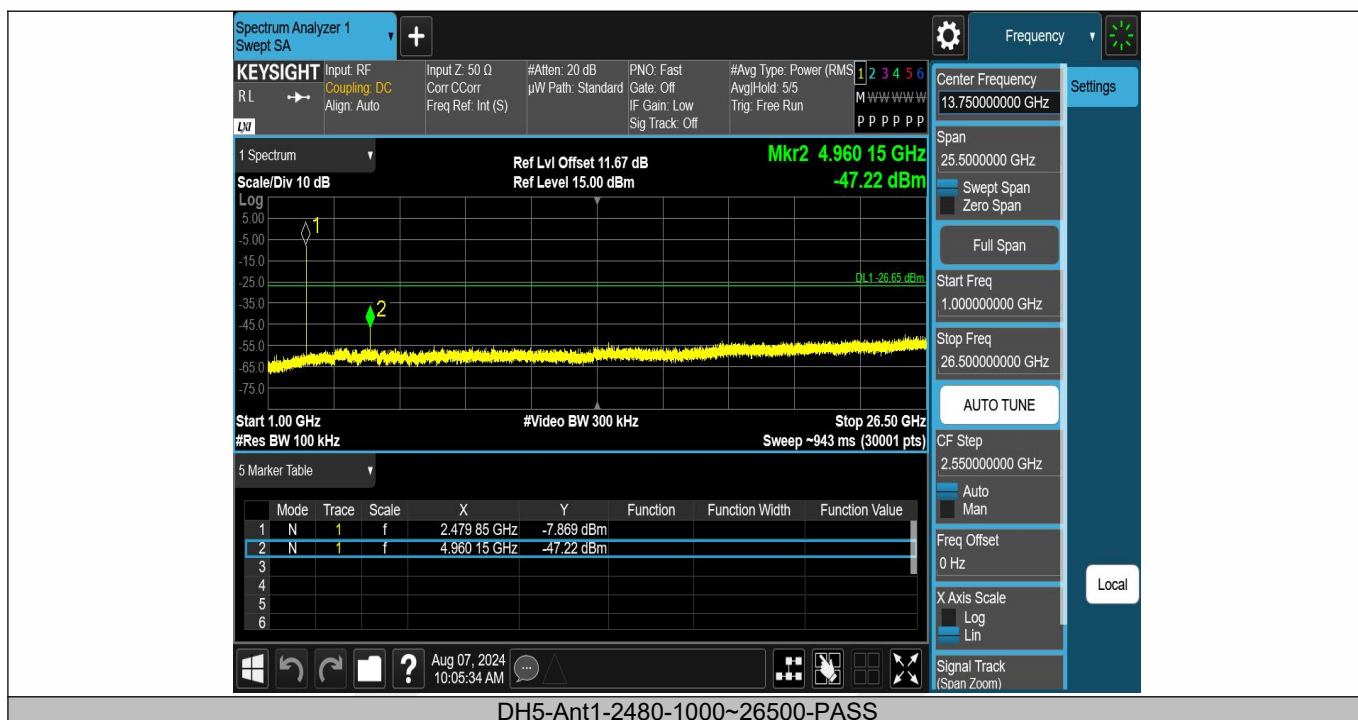 Spectrum Analyzer 1
Swept SA
+
Frequency
KEYSIGHT
RL
LXI
Input: RF
Coupling: DC
Align: Auto
Input Z: 50 Ω
Corr CCorr
Freq Ref: Int (S)
#Atten: 20 dB
µW Path: Standard
PNO: Fast
Gate: Off
IF Gain: Low
Sig Track: Off
#Avg Type: Power (RMS
Avg|Hold: 5/5
Trig: Free Run
1 2 3 4 5 6
M W W W W W
P P P P P P
Center Frequency
13.750000000 GHz
Settings
Span
25.5000000 GHz
Swept Span
Zero Span
Full Span
Start Freq
1.000000000 GHz
Stop Freq
26.500000000 GHz
AUTO TUNE
CF Step
2.550000000 GHz
Auto
Man
Freq Offset
0 Hz
X Axis Scale
Log
Lin
Signal Track
(Span Zoom)
Local
1 Spectrum
Scale/Div 10 dB
Ref Lvl Offset 11.67 dB
Ref Level 15.00 dBm
Mkr2 4.960 15 GHz
-47.22 dBm
Log
5.00
-5.00
-15.0
-25.0
-35.0
-45.0
-55.0
-65.0
-75.0
1
2
DL1 -26.65 dBm
Start 1.00 GHz
#Video BW 300 kHz
Stop 26.50 GHz
#Res BW 100 kHz
Sweep ~943 ms (30001 pts)
5 Marker Table
Mode Trace Scale X Y Function Function Width Function Value
1 N 1 f 2.479 85 GHz -7.869 dBm
2 N 1 f 4.960 15 GHz -47.22 dBm
3
4
5
6
?
Aug 07, 2024
10:05:34 AM
DH5-Ant1-2480-1000~26500-PASS